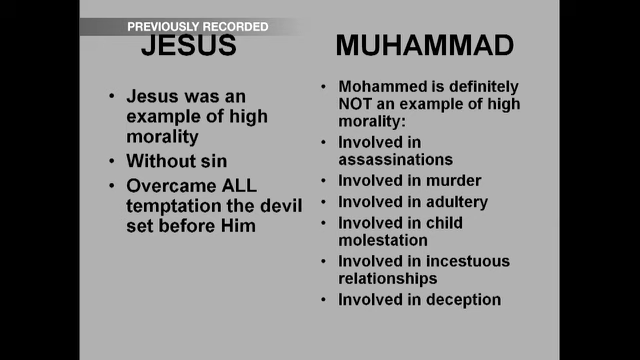 PREVIOUSLY RECORDED
JESUS
• Jesus was an
example of high
morality
• Without sin
• Overcame ALL
temptation the devil
set before Him
MUHAMMAD
• Mohammed is definitely
NOT an example of high
morality:
• Involved in
assassinations
• Involved in murder
• Involved in adultery
• Involved in child
molestation
• Involved in incestuous
relationships
• Involved in deception